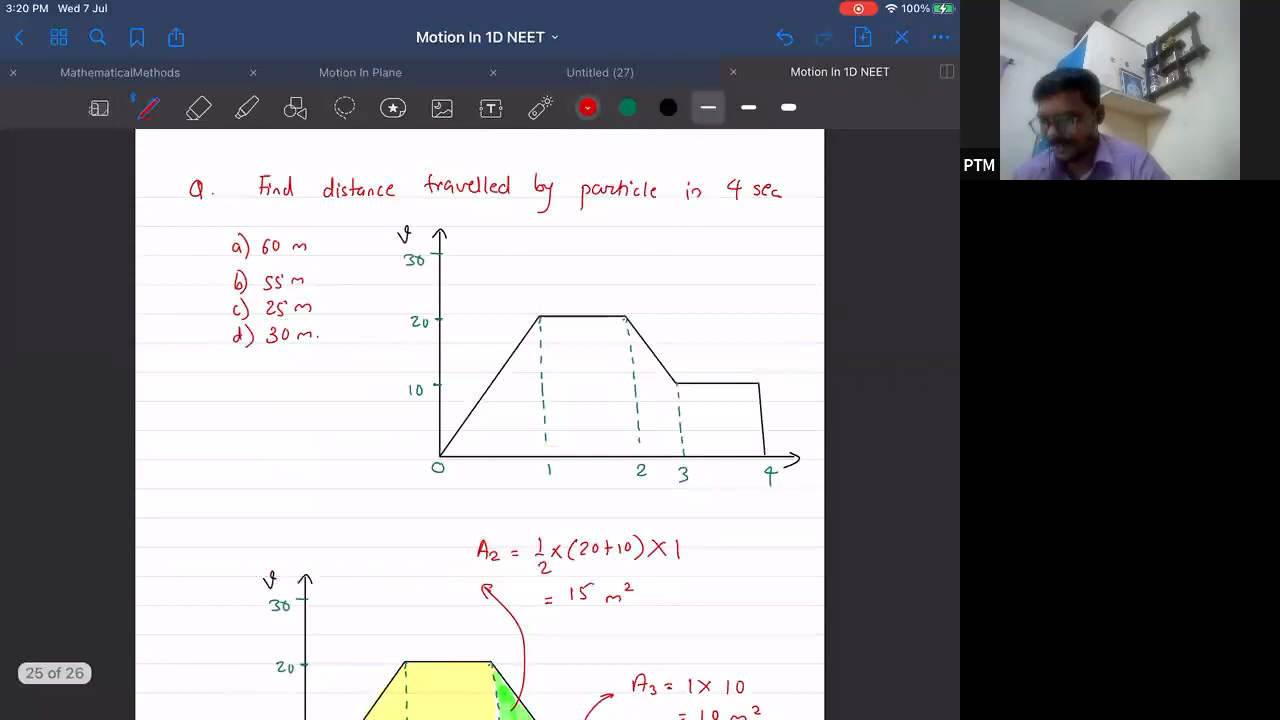 3:20 PM Wed 7 Jul
100%
Motion In 1D NEET
MathematicalMethods
Motion In Plane
Untitled (27)
Motion In 1D NEET
T
PTM
Q. Find distance travelled by particle in 4 sec
a) 60 m
b) 55 m
c) 25 m
d) 30 m.
v
30
20
10
0 1 2 3 4
A2 = 1/2 × (20+10) × 1
= 15 m²
v
30
20
A3 = 1 × 10
= 10 m²
25 of 26